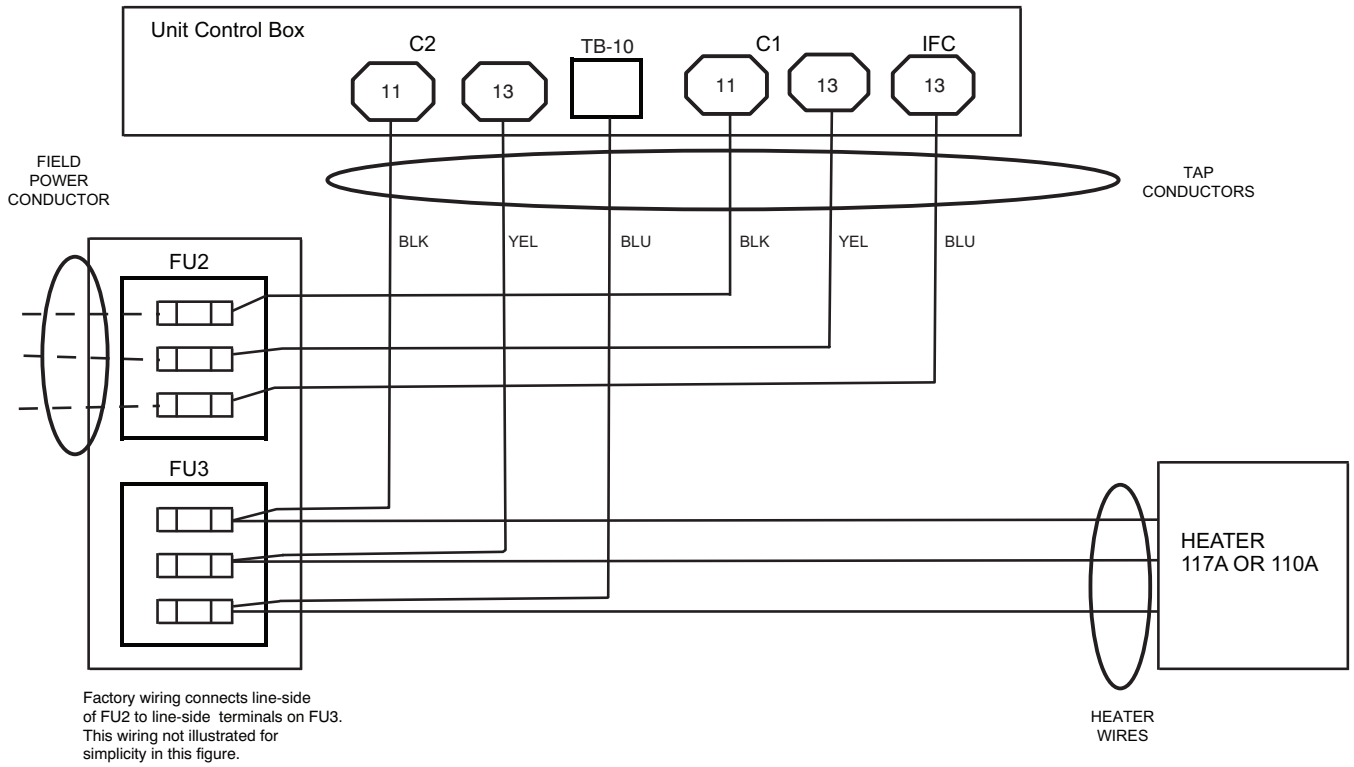 Unit Control Box
C2
TB-10
C1
IFC
11
13
11
13
13
FIELD
POWER
CONDUCTOR
TAP
CONDUCTORS
BLK
YEL
BLU
BLK
YEL
BLU
FU2
FU3
HEATER
117A OR 110A
HEATER
WIRES
Factory wiring connects line-side
of FU2 to line-side terminals on FU3.
This wiring not illustrated for
simplicity in this figure.